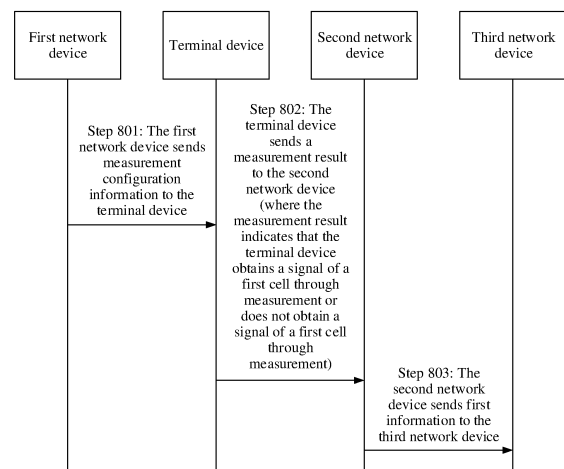 First network
device
Terminal device
Second network
device
Third network
device
Step 801: The first
network device sends
measurement
configuration
information to the
terminal device
Step 802: The
terminal device
sends a
measurement result
to the second
network device
(where the
measurement result
indicates that the
terminal device
obtains a signal of a
first cell through
measurement or
does not obtain a
signal of a first cell
through
measurement)
Step 803: The
second network
device sends first
information to the
third network device